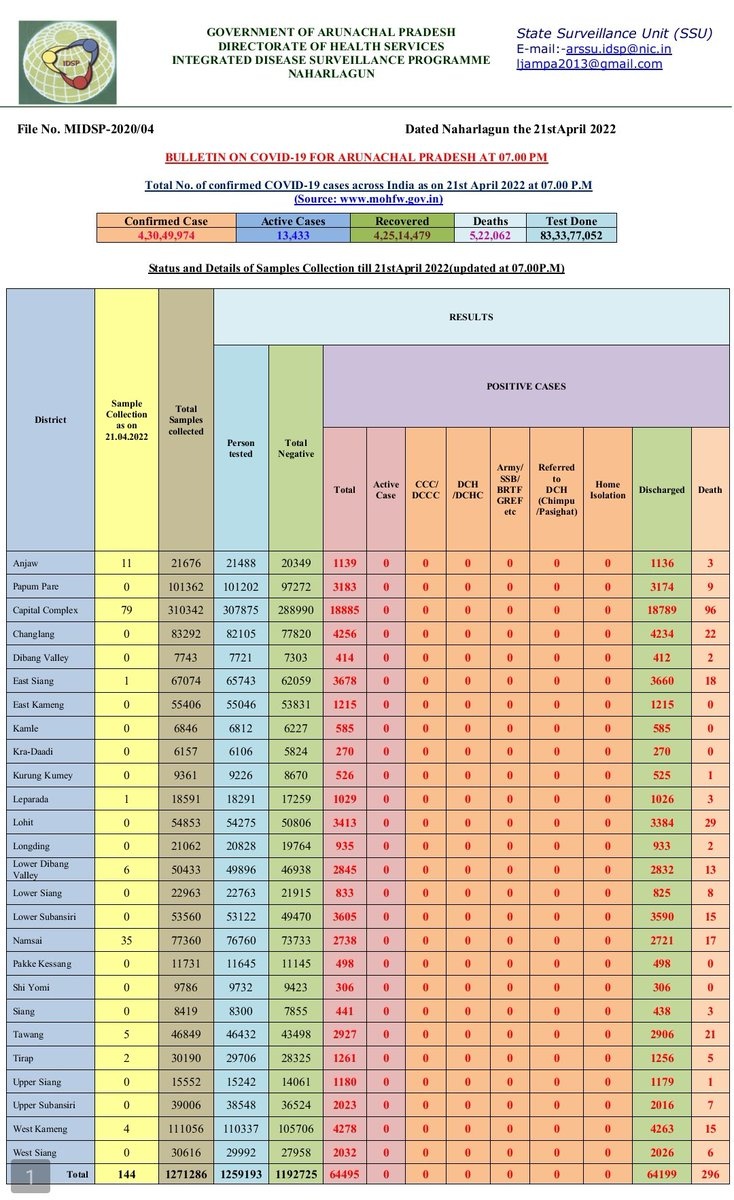 IDSP
GOVERNMENT OF ARUNACHAL PRADESH
DIRECTORATE OF HEALTH SERVICES
INTEGRATED DISEASE SURVEILLANCE PROGRAMME
NAHARLAGUN
State Surveillance Unit (SSU)
E-mail:-arssu.idsp@nic.in
ljampa2013@gmail.com
File No. MIDSP-2020/04 Dated Naharlagun the 21stApril 2022
BULLETIN ON COVID-19 FOR ARUNACHAL PRADESH AT 07.00 PM
Total No. of confirmed COVID-19 cases across India as on 21st April 2022 at 07.00 P.M
(Source: www.mohfw.gov.in)
Confirmed Case Active Cases Recovered Deaths Test Done
4,30,49,974 13,433 4,25,14,479 5,22,062 83,33,77,052
Status and Details of Samples Collection till 21stApril 2022(updated at 07.00P.M)
RESULTS
POSITIVE CASES
District
Sample
Collection
as on
21.04.2022
Total
Samples
collected
Person
tested
Total
Negative
Total
Active
Case
CCC/
DCCC
DCH
/DCHC
Army/
SSB/
BRTF
GREF
etc
Referred
to
DCH
(Chimpu
/Pasighat)
Home
Isolation
Discharged
Death
Anjaw 11 21676 21488 20349 1139 0 0 0 0 0 0 1136 3
Papum Pare 0 101362 101202 97272 3183 0 0 0 0 0 0 3174 9
Capital Complex 79 310342 307875 288990 18885 0 0 0 0 0 0 18789 96
Changlang 0 83292 82105 77820 4256 0 0 0 0 0 0 4234 22
Dibang Valley 0 7743 7721 7303 414 0 0 0 0 0 0 412 2
East Siang 1 67074 65743 62059 3678 0 0 0 0 0 0 3660 18
East Kameng 0 55406 55046 53831 1215 0 0 0 0 0 0 1215 0
Kamle 0 6846 6812 6227 585 0 0 0 0 0 0 585 0
Kra-Daadi 0 6157 6106 5824 270 0 0 0 0 0 0 270 0
Kurung Kumey 0 9361 9226 8670 526 0 0 0 0 0 0 525 1
Leparada 1 18591 18291 17259 1029 0 0 0 0 0 0 1026 3
Lohit 0 54853 54275 50806 3413 0 0 0 0 0 0 3384 29
Longding 0 21062 20828 19764 935 0 0 0 0 0 0 933 2
Lower Dibang
Valley 6 50433 49896 46938 2845 0 0 0 0 0 0 2832 13
Lower Siang 0 22963 22763 21915 833 0 0 0 0 0 0 825 8
Lower Subansiri 0 53560 53122 49470 3605 0 0 0 0 0 0 3590 15
Namsai 35 77360 76760 73733 2738 0 0 0 0 0 0 2721 17
Pakke Kessang 0 11731 11645 11145 498 0 0 0 0 0 0 498 0
Shi Yomi 0 9786 9732 9423 306 0 0 0 0 0 0 306 0
Siang 0 8419 8300 7855 441 0 0 0 0 0 0 438 3
Tawang 5 46849 46432 43498 2927 0 0 0 0 0 0 2906 21
Tirap 2 30190 29706 28325 1261 0 0 0 0 0 0 1256 5
Upper Siang 0 15552 15242 14061 1180 0 0 0 0 0 0 1179 1
Upper Subansiri 0 39006 38548 36524 2023 0 0 0 0 0 0 2016 7
West Kameng 4 111056 110337 105706 4278 0 0 0 0 0 0 4263 15
West Siang 0 30616 29992 27958 2032 0 0 0 0 0 0 2026 6
Total 144 1271286 1259193 1192725 64495 0 0 0 0 0 0 64199 296
1